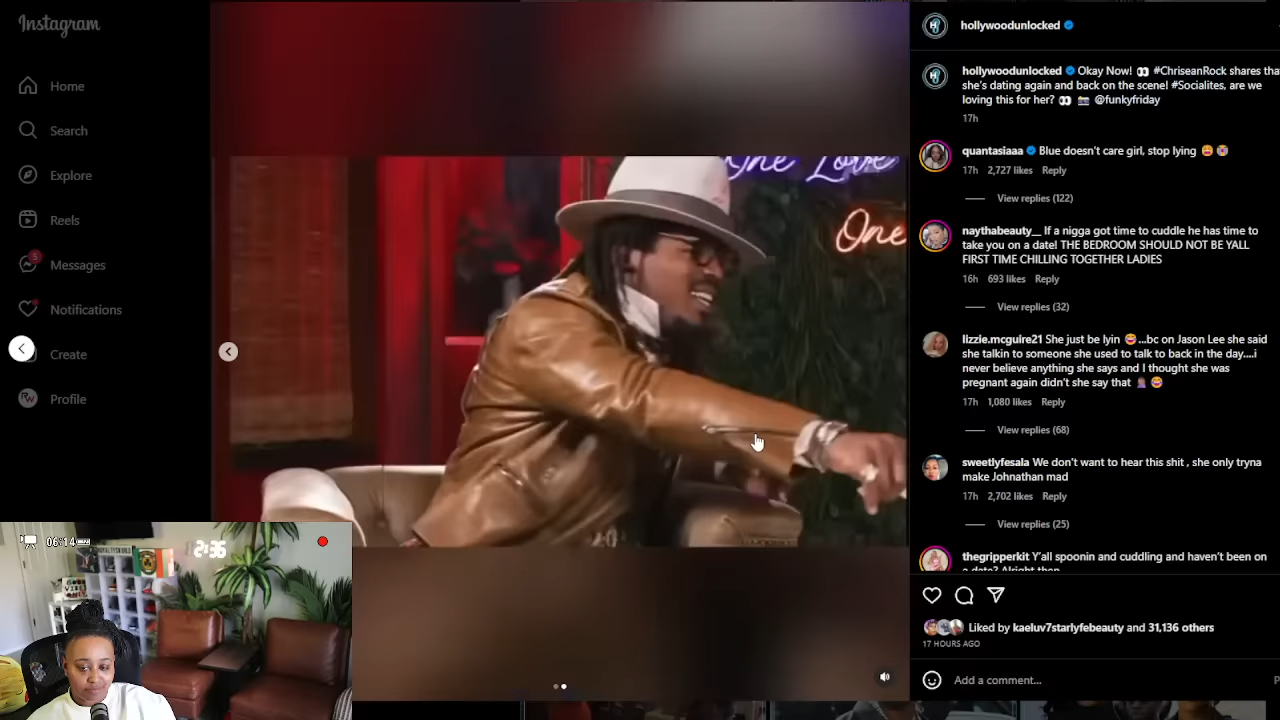 Instagram
Home
Search
Explore
Reels
5
Messages
Notifications
Create
Profile
One Love
One
hollywoodunlocked
hollywoodunlocked Okay Now! 👀 #ChriseanRock shares tha
she's dating again and back on the scene! #Socialites, are we
loving this for her? 👀 📸 @funkyfriday
17h
quantasiaaa Blue doesn't care girl, stop lying 😩😭
17h 2,727 likes Reply
View replies (122)
naythabeauty__ If a nigga got time to cuddle he has time to
take you on a date! THE BEDROOM SHOULD NOT BE YALL
FIRST TIME CHILLING TOGETHER LADIES
16h 693 likes Reply
View replies (32)
lizzie.mcguire21 She just be lyin 😂...bc on Jason Lee she said
she talkin to someone she used to talk to back in the day....i
never believe anything she says and I thought she was
pregnant again didn't she say that 🤦🏽‍♀️😂
17h 1,080 likes Reply
View replies (68)
sweetlyfesala We don't want to hear this shit , she only tryna
make Johnathan mad
17h 2,702 likes Reply
View replies (25)
thegripperkit Y'all spoonin and cuddling and haven't been on
a date? Alright then
Liked by kaeluv7starlyfebeauty and 31,136 others
17 HOURS AGO
Add a comment...
P
06:14
2:35